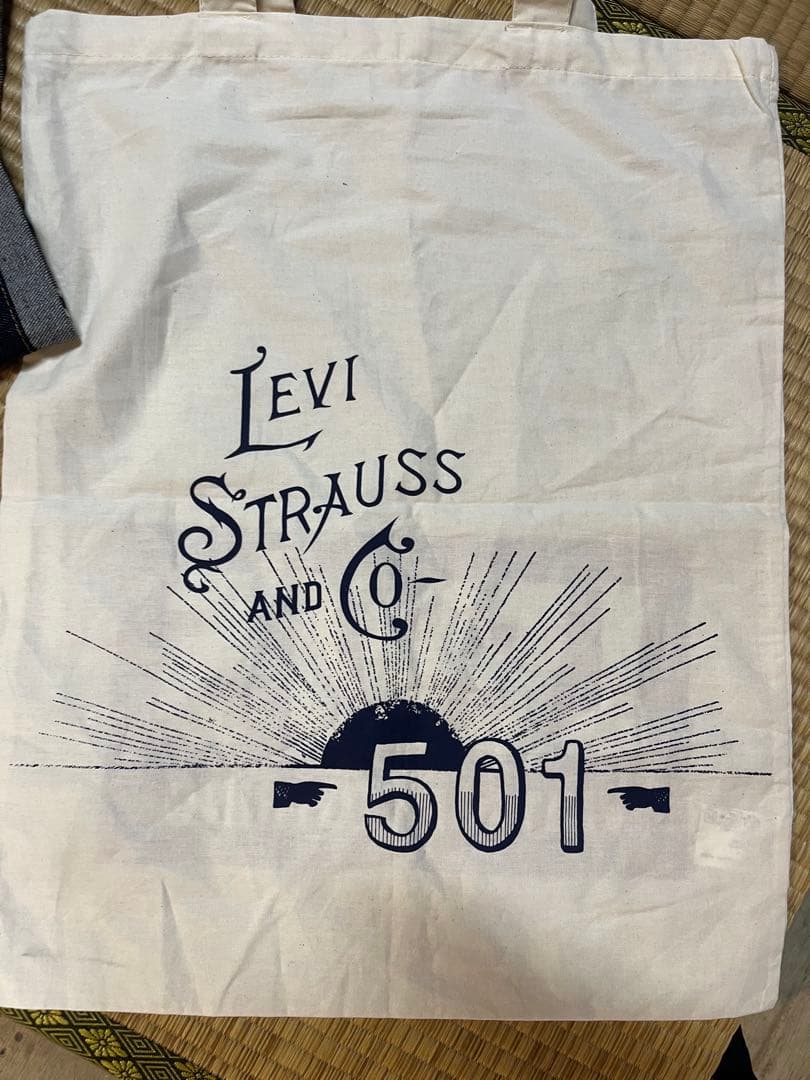 LEVI
STRAUSS
AND CO-
501